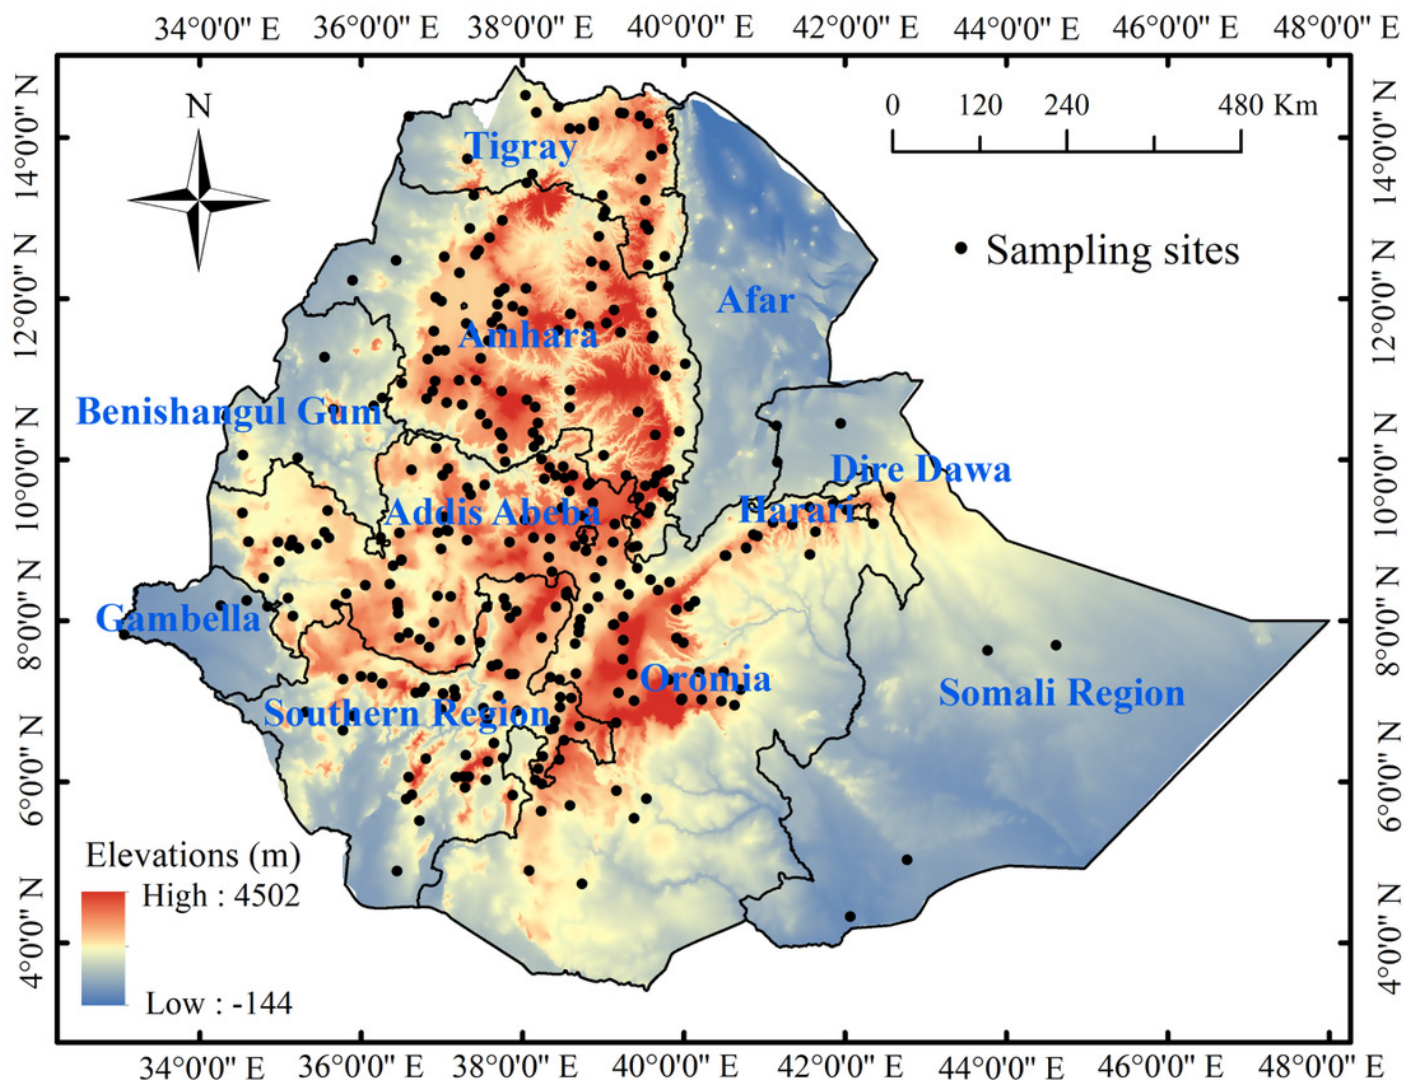 34°0'0" E 36°0'0" E 38°0'0" E 40°0'0" E 42°0'0" E 44°0'0" E 46°0'0" E 48°0'0" E
14°0'0" N
12°0'0" N
10°0'0" N
8°0'0" N
6°0'0" N
4°0'0" N
N
0 120 240 480 Km
Sampling sites
Tigray
Afar
Amhara
Benishangul Gum
Dire Dawa
Addis Abeba
Harari
Gambella
Oromia
Somali Region
Southern Region
Elevations (m)
High : 4502
Low : -144
14°0'0" N
12°0'0" N
10°0'0" N
8°0'0" N
6°0'0" N
4°0'0" N
34°0'0" E 36°0'0" E 38°0'0" E 40°0'0" E 42°0'0" E 44°0'0" E 46°0'0" E 48°0'0" E